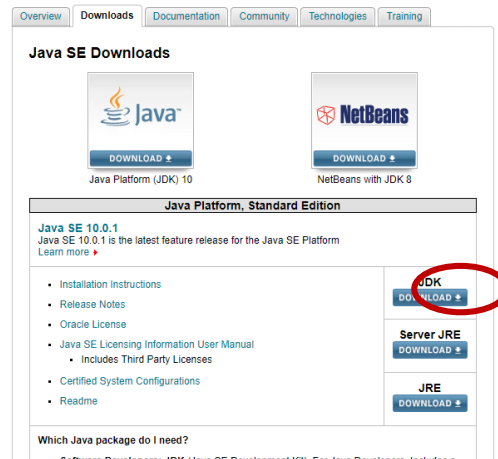 Overview Downloads Documentation Community Technologies Training
Java SE Downloads
Java™ NetBeans
DOWNLOAD DOWNLOAD
Java Platform (JDK) 10 NetBeans with JDK 8
Java Platform, Standard Edition
Java SE 10.0.1
Java SE 10.0.1 is the latest feature release for the Java SE Platform
Learn more
Installation Instructions
Release Notes
Oracle License
Java SE Licensing Information User Manual
Includes Third Party Licenses
Certified System Configurations
Readme
JDK
DOWNLOAD
Server JRE
DOWNLOAD
JRE
DOWNLOAD
Which Java package do I need?